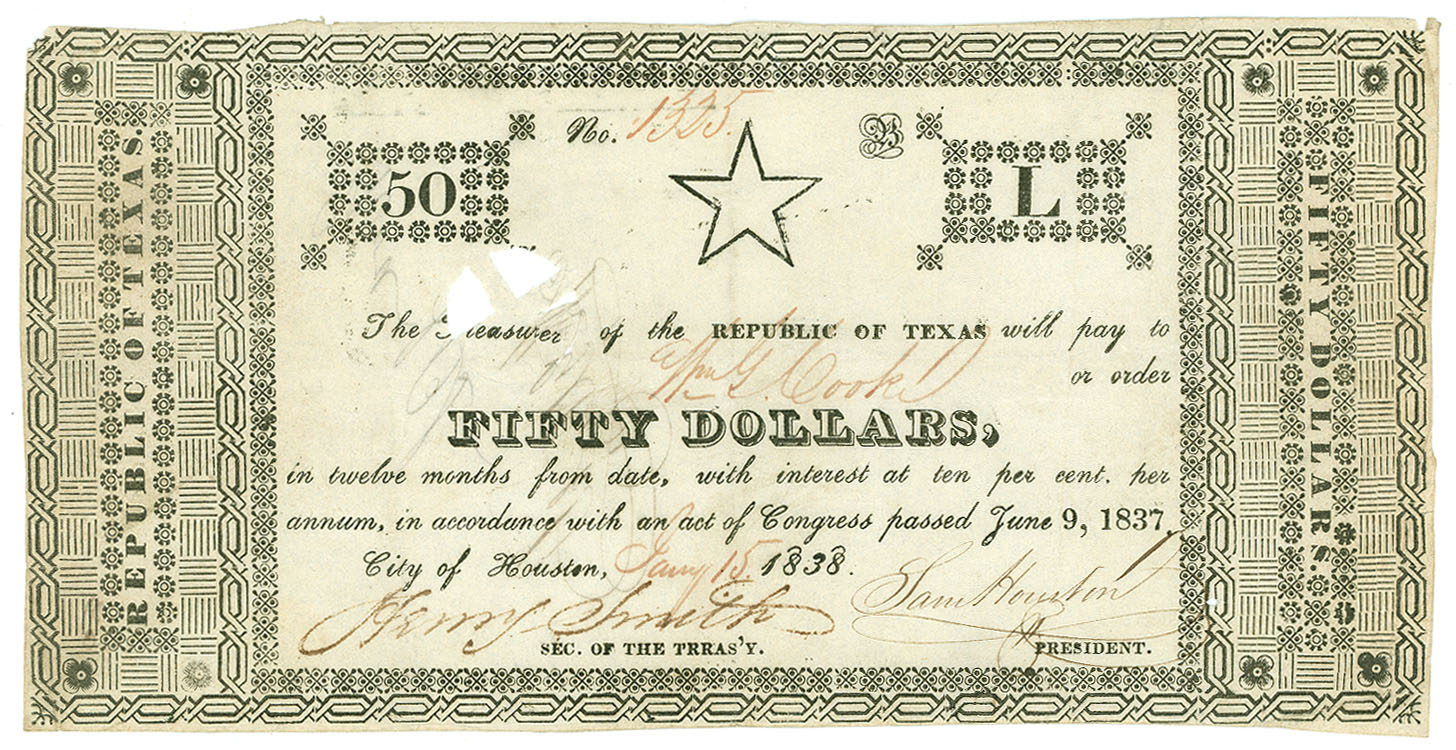 REPUBLIC OF TEXAS.
No. 1325.
B
50
L
The Treasurer of the REPUBLIC OF TEXAS will pay to
Wm G. Cooke
or order
FIFTY DOLLARS,
in twelve months from date, with interest at ten per cent. per
annum, in accordance with an act of Congress passed June 9, 1837,
City of Houston, Jany 15 1838.
Henry Smith
Sam Houston
SEC. OF THE TRRAS'Y.
PRESIDENT.
FIFTY DOLLARS.